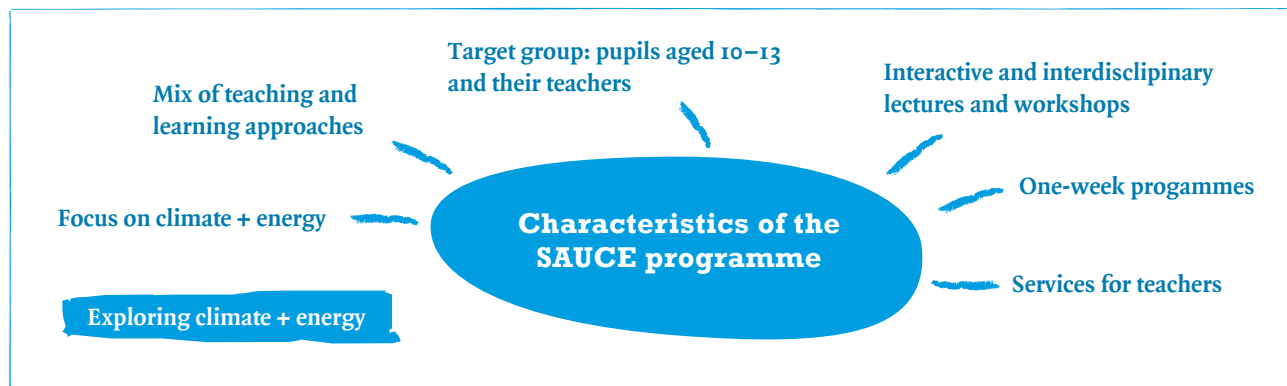 Target group: pupils aged 10–13
and their teachers
Interactive and interdisclipinary
lectures and workshops
Mix of teaching and
learning approaches
One-week progammes
Focus on climate + energy
Characteristics of the
SAUCE programme
Services for teachers
Exploring climate + energy